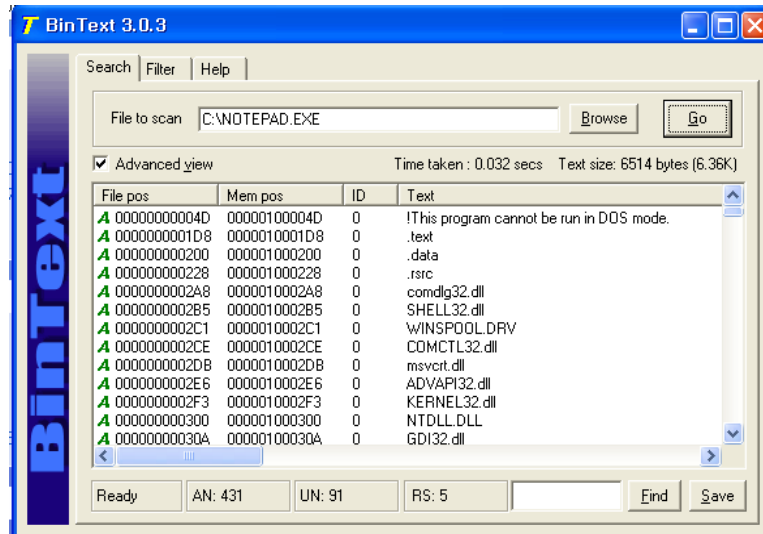 BinText 3.0.3
Search Filter Help
File to scan C:\NOTEPAD.EXE Browse Go
Advanced view Time taken : 0.032 secs Text size: 6514 bytes (6.36K)
File pos Mem pos ID Text
A 00000000004D 00000100004D 0 !This program cannot be run in DOS mode.
A 0000000001D8 0000010001D8 0 .text
A 000000000200 000001000200 0 .data
A 000000000228 000001000228 0 .rsrc
A 0000000002A8 0000010002A8 0 comdlg32.dll
A 0000000002B5 0000010002B5 0 SHELL32.dll
A 0000000002C1 0000010002C1 0 WINSPOOL.DRV
A 0000000002CE 0000010002CE 0 COMCTL32.dll
A 0000000002DB 0000010002DB 0 msvcrt.dll
A 0000000002E6 0000010002E6 0 ADVAPI32.dll
A 0000000002F3 0000010002F3 0 KERNEL32.dll
A 000000000300 000001000300 0 NTDLL.DLL
A 00000000030A 00000100030A 0 GDI32.dll
BinText
Ready AN: 431 UN: 91 RS: 5 Find Save